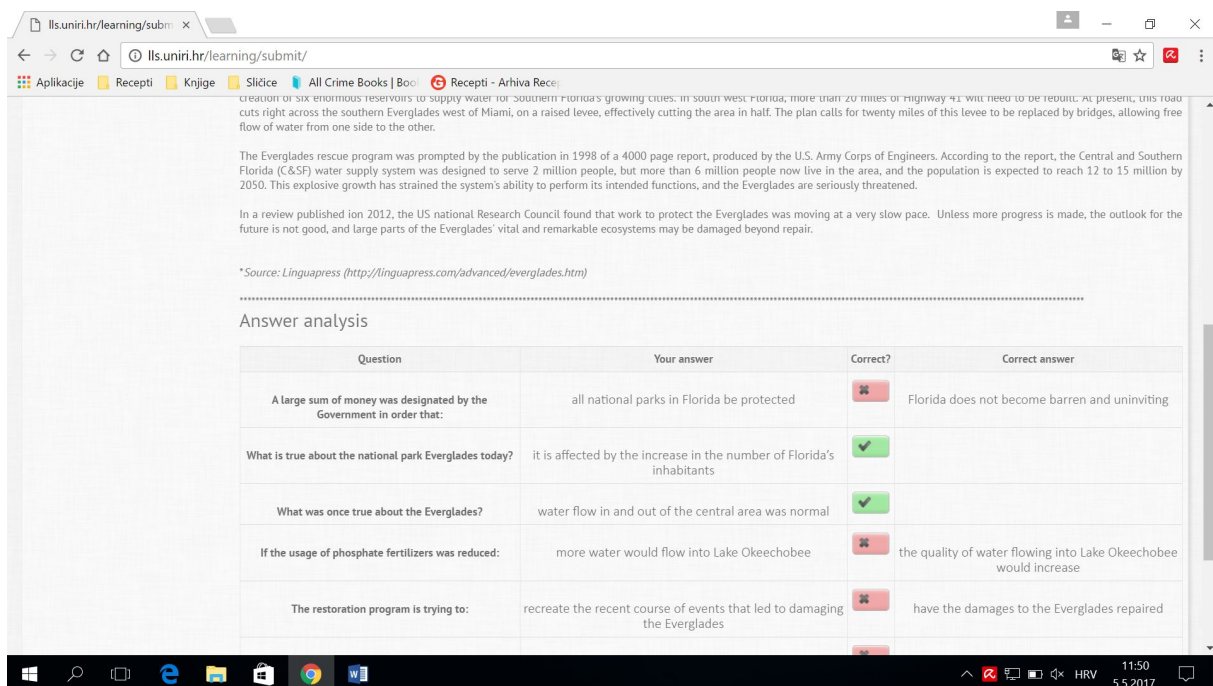 lls.uniri.hr/learning/subm
lls.uniri.hr/learning/submit/
Aplikacije Recepti Knjige Sličice All Crime Books | Boo Recepti - Arhiva Rece
creation of six enormous reservoirs to supply water for Southern Florida's growing cities. In south west Florida, more than 20 miles of Highway 41 will need to be rebuilt. At present, this road
cuts right across the southern Everglades west of Miami, on a raised levee, effectively cutting the area in half. The plan calls for twenty miles of this levee to be replaced by bridges, allowing free
flow of water from one side to the other.
The Everglades rescue program was prompted by the publication in 1998 of a 4000 page report, produced by the U.S. Army Corps of Engineers. According to the report, the Central and Southern
Florida (C&SF) water supply system was designed to serve 2 million people, but more than 6 million people now live in the area, and the population is expected to reach 12 to 15 million by
2050. This explosive growth has strained the system's ability to perform its intended functions, and the Everglades are seriously threatened.
In a review published ion 2012, the US national Research Council found that work to protect the Everglades was moving at a very slow pace. Unless more progress is made, the outlook for the
future is not good, and large parts of the Everglades' vital and remarkable ecosystems may be damaged beyond repair.
*Source: Linguapress (http://linguapress.com/advanced/everglades.htm)
Answer analysis
Question Your answer Correct? Correct answer
A large sum of money was designated by the
Government in order that:
all national parks in Florida be protected
Florida does not become barren and uninviting
What is true about the national park Everglades today?
it is affected by the increase in the number of Florida's
inhabitants
What was once true about the Everglades?
water flow in and out of the central area was normal
If the usage of phosphate fertilizers was reduced:
more water would flow into Lake Okeechobee
the quality of water flowing into Lake Okeechobee
would increase
The restoration program is trying to:
recreate the recent course of events that led to damaging
the Everglades
have the damages to the Everglades repaired
HRV
11:50
5.5.2017